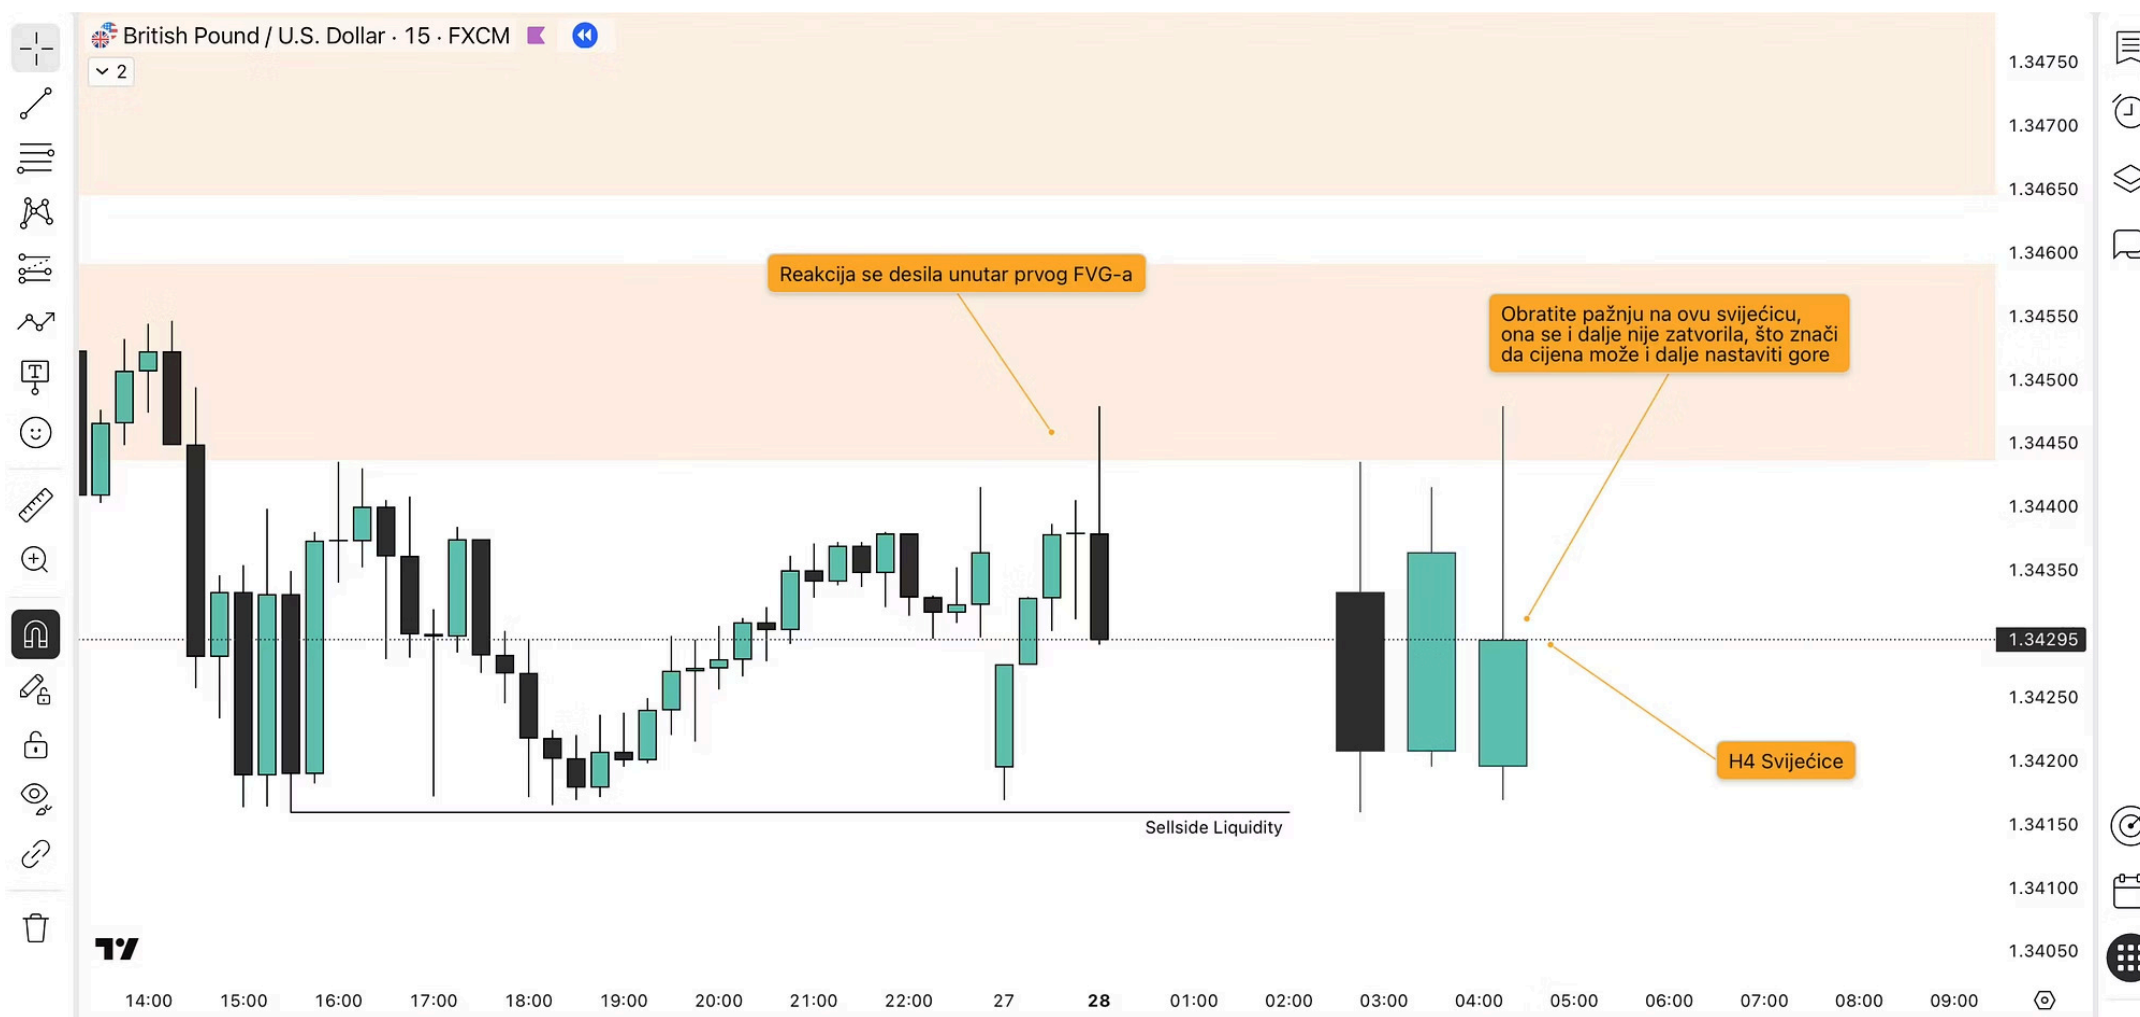 British Pound / U.S. Dollar · 15 · FXCM
2
1.34750
1.34700
1.34650
1.34600
Reakcija se desila unutar prvog FVG-a
Obratite pažnju na ovu svijećicu,
ona se i dalje nije zatvorila, što znači
da cijena može i dalje nastaviti gore
1.34550
1.34500
1.34450
1.34400
1.34350
1.34295
1.34250
H4 Svijećice
1.34200
Sellside Liquidity
1.34150
1.34100
1.34050
14:00 15:00 16:00 17:00 18:00 19:00 20:00 21:00 22:00 27 28 01:00 02:00 03:00 04:00 05:00 06:00 07:00 08:00 09:00